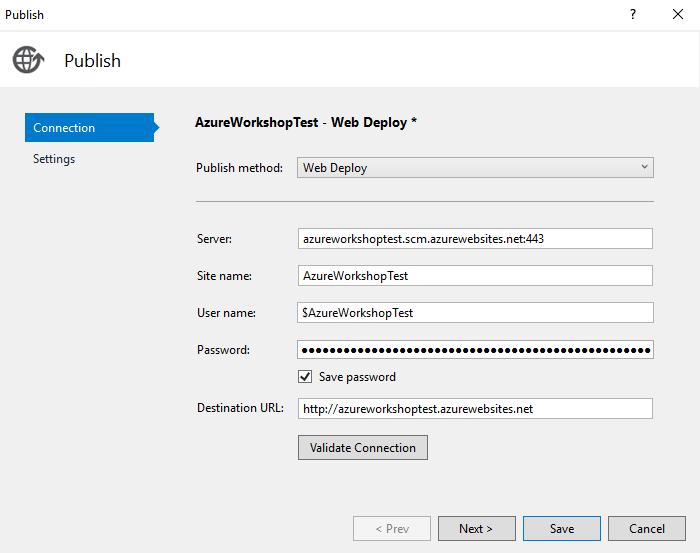 Publish
?
Publish
Connection
Settings
AzureWorkshopTest - Web Deploy *
Publish method: Web Deploy
Server: azureworkshoptest.scm.azurewebsites.net:443
Site name: AzureWorkshopTest
User name: $AzureWorkshopTest
Password: ●●●●●●●●●●●●●●●●●●●●●●●●●●●●●●●●●●●●●●●●●●●●●●●●●●
Save password
Destination URL: http://azureworkshoptest.azurewebsites.net
Validate Connection
< Prev Next > Save Cancel